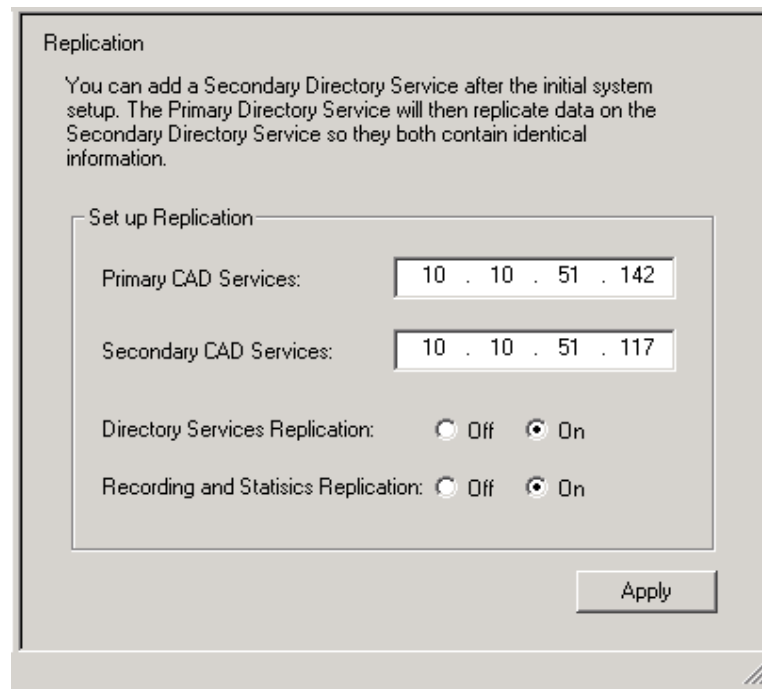 Replication
You can add a Secondary Directory Service after the initial system
setup. The Primary Directory Service will then replicate data on the
Secondary Directory Service so they both contain identical
information.
Set up Replication
Primary CAD Services: 10 . 10 . 51 . 142
Secondary CAD Services: 10 . 10 . 51 . 117
Directory Services Replication: Off On
Recording and Statisics Replication: Off On
Apply